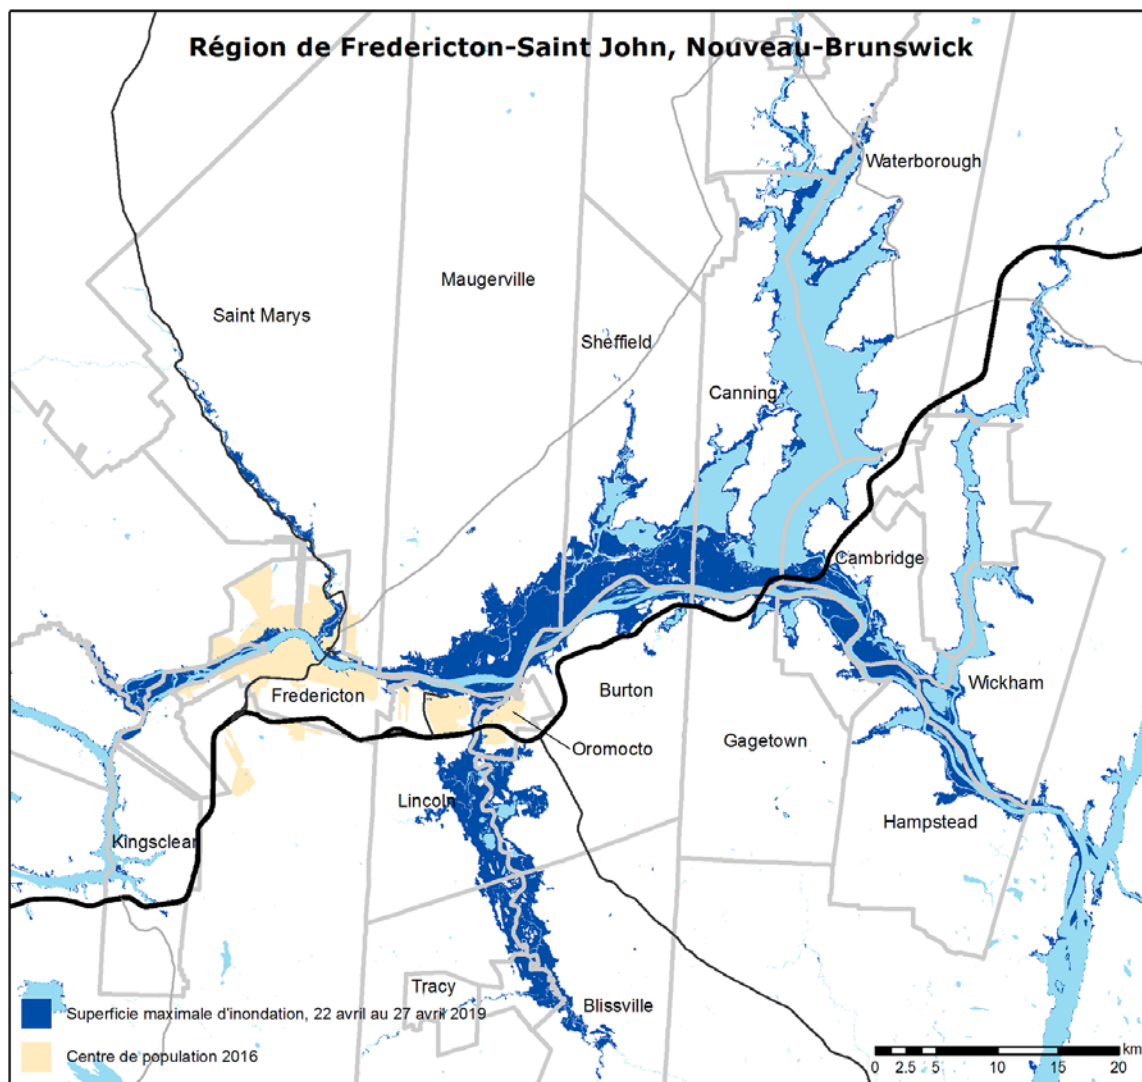 Région de Fredericton-Saint John, Nouveau-Brunswick
Waterborough
Maugerville
Saint Marys
Sheffield
Canning
Cambridge
Wickham
Fredericton
Burton
Oromocto
Gagetown
Lincoln
Hampstead
Kingsclear
Tracy
Blissville
Superficie maximale d'inondation, 22 avril au 27 avril 2019
Centre de population 2016
km
0 2.5 5 10 15 20